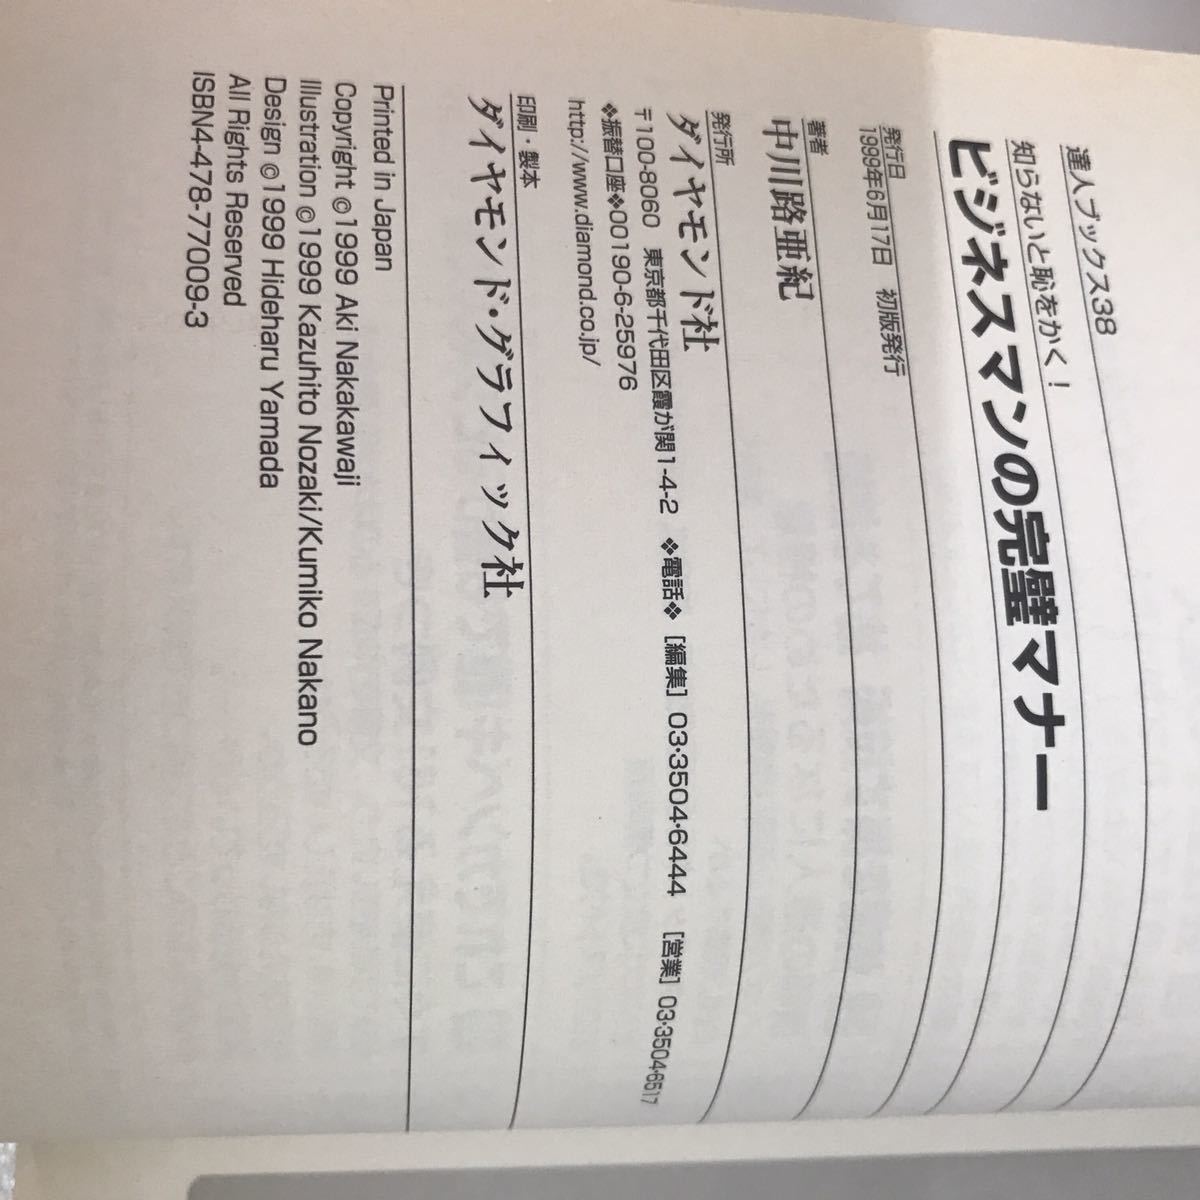 達人ブックス38
知らないと恥をかく！
ビジネスマンの完璧マナー
発行日
1999年6月17日　初版発行
著者
中川路亜紀
発行所
ダイヤモンド社
〒100-8060　東京都千代田区霞が関1-4-2　❖電話❖　［編集］03・3504・6444　［営業］03・3504・6517
❖振替口座❖00190-6-25976
http://www.diamond.co.jp/
印刷・製本
ダイヤモンド・グラフィック社
Printed in Japan
Copyright ©1999 Aki Nakakawaji
Illustration ©1999 Kazuhito Nozaki/Kumiko Nakano
Design ©1999 Hideharu Yamada
All Rights Reserved
ISBN4-478-77009-3